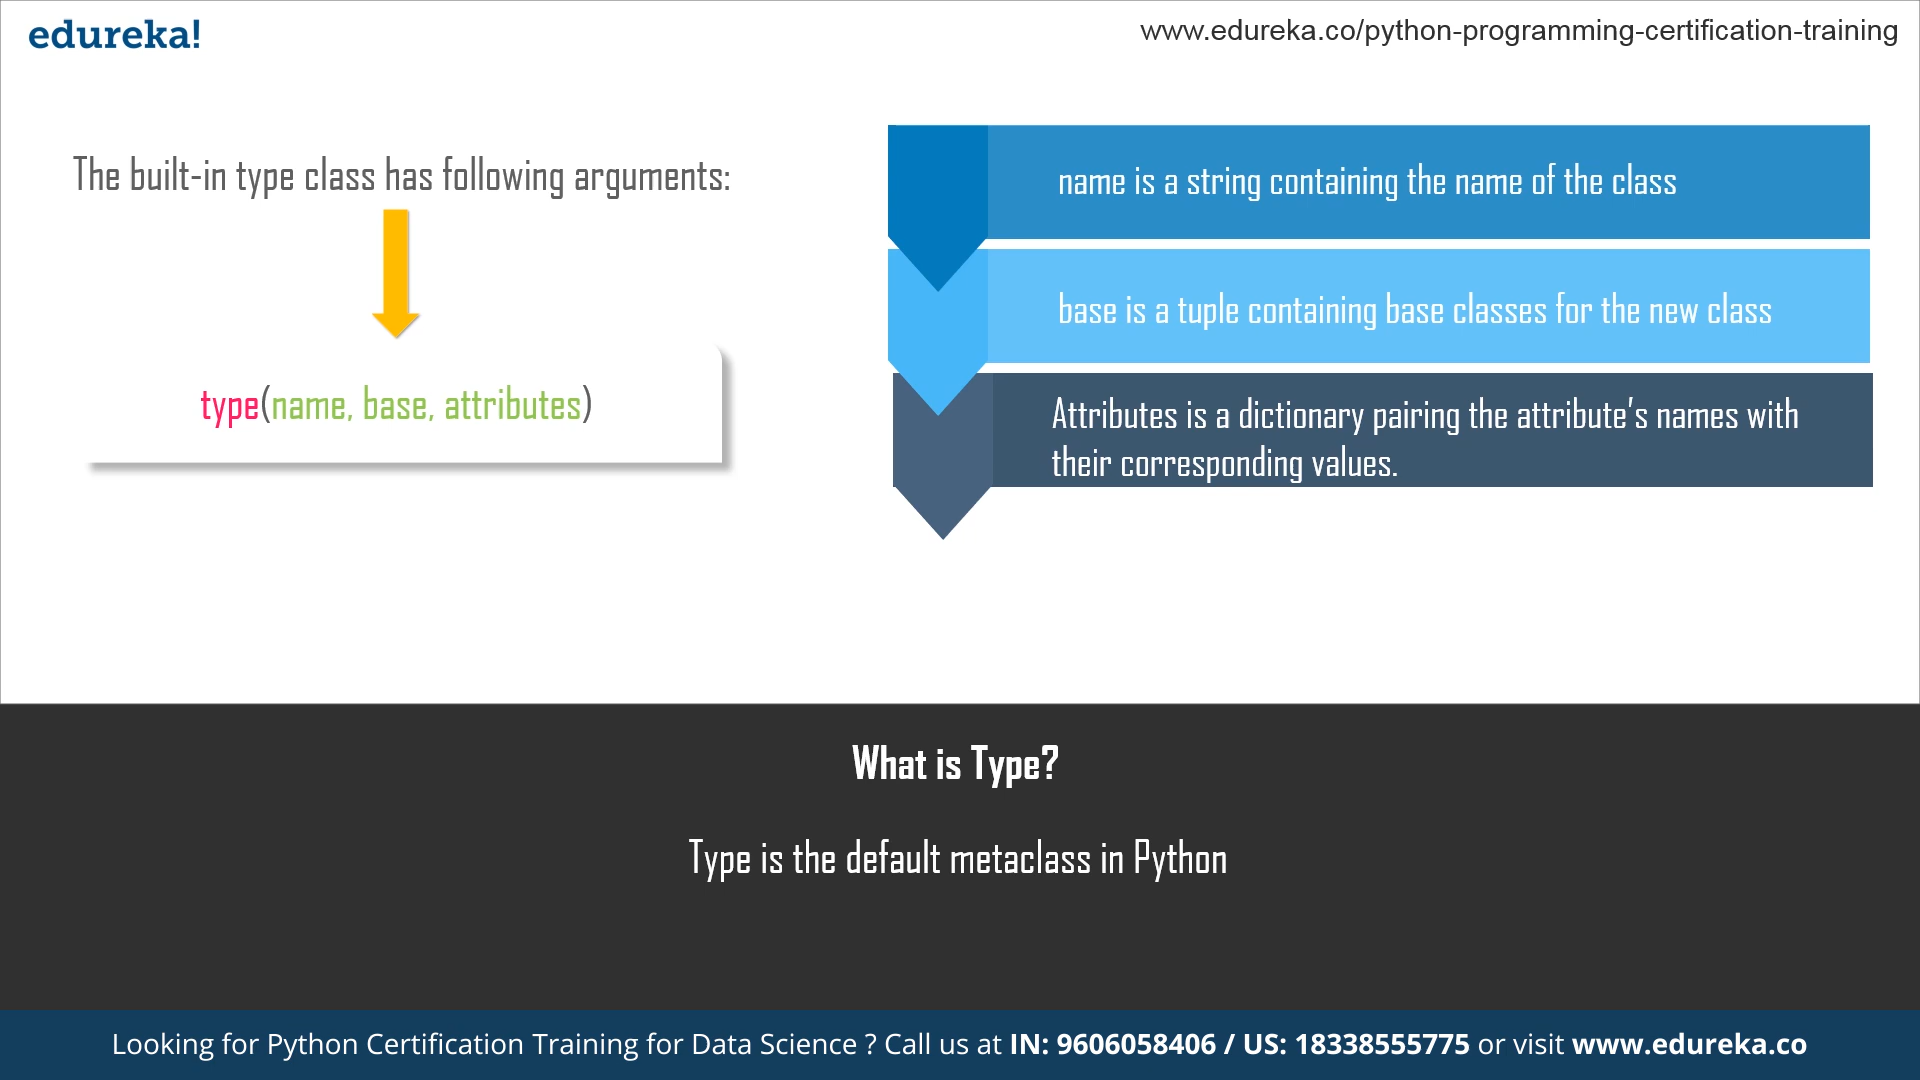 edureka!
www.edureka.co/python-programming-certification-training
The built-in type class has following arguments:
type(name, base, attributes)
name is a string containing the name of the class
base is a tuple containing base classes for the new class
Attributes is a dictionary pairing the attribute’s names with
their corresponding values.
What is Type?
Type is the default metaclass in Python
Looking for Python Certification Training for Data Science ? Call us at IN: 9606058406 / US: 18338555775 or visit www.edureka.co